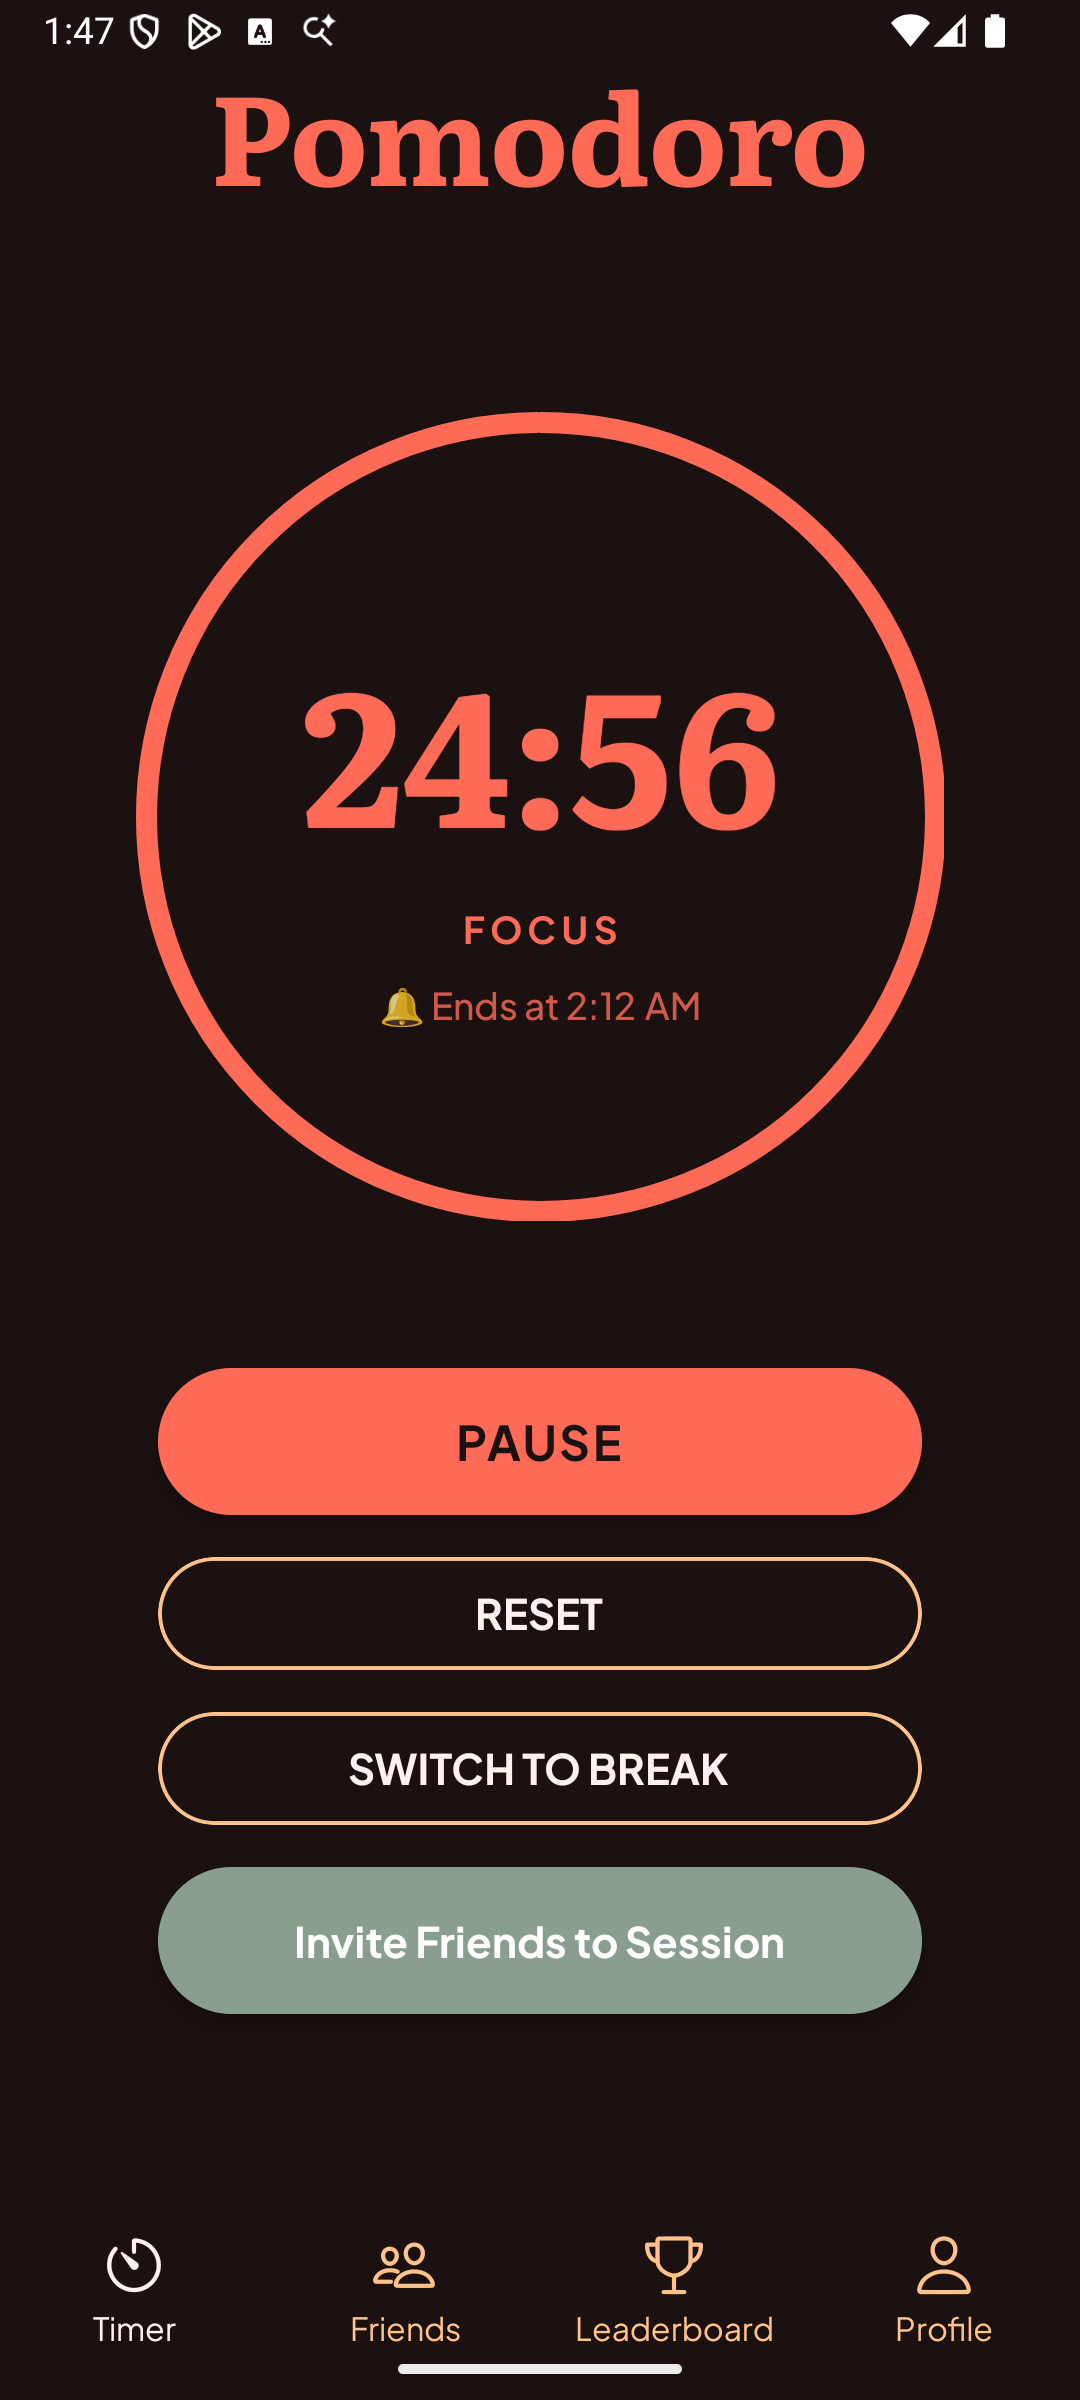 1:47
Pomodoro
24:56
FOCUS
🔔 Ends at 2:12 AM
PAUSE
RESET
SWITCH TO BREAK
Invite Friends to Session
Timer Friends Leaderboard Profile